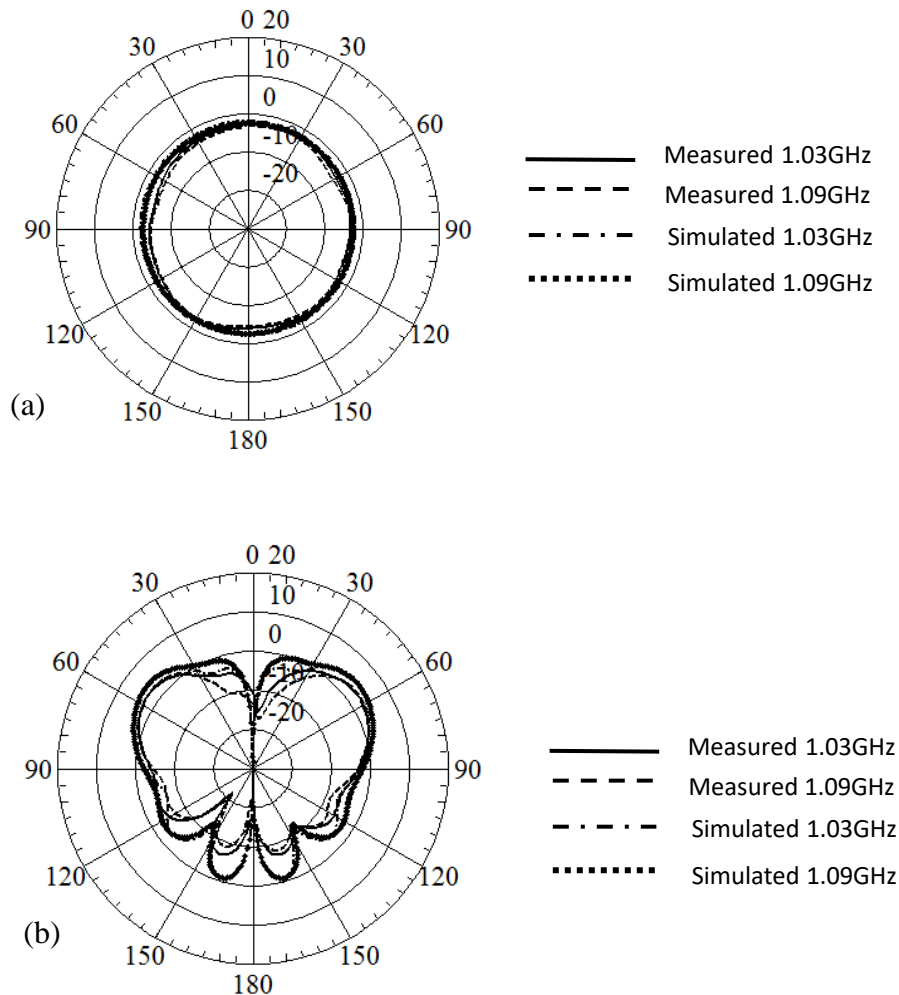 0 20
30 10 30
60 0 60
-10
-20
90 90
120 120
150 150
180
(a)
Measured 1.03GHz
Measured 1.09GHz
Simulated 1.03GHz
Simulated 1.09GHz
0 20
30 10 30
60 0 60
-10
-20
90 90
120 120
150 150
180
(b)
Measured 1.03GHz
Measured 1.09GHz
Simulated 1.03GHz
Simulated 1.09GHz